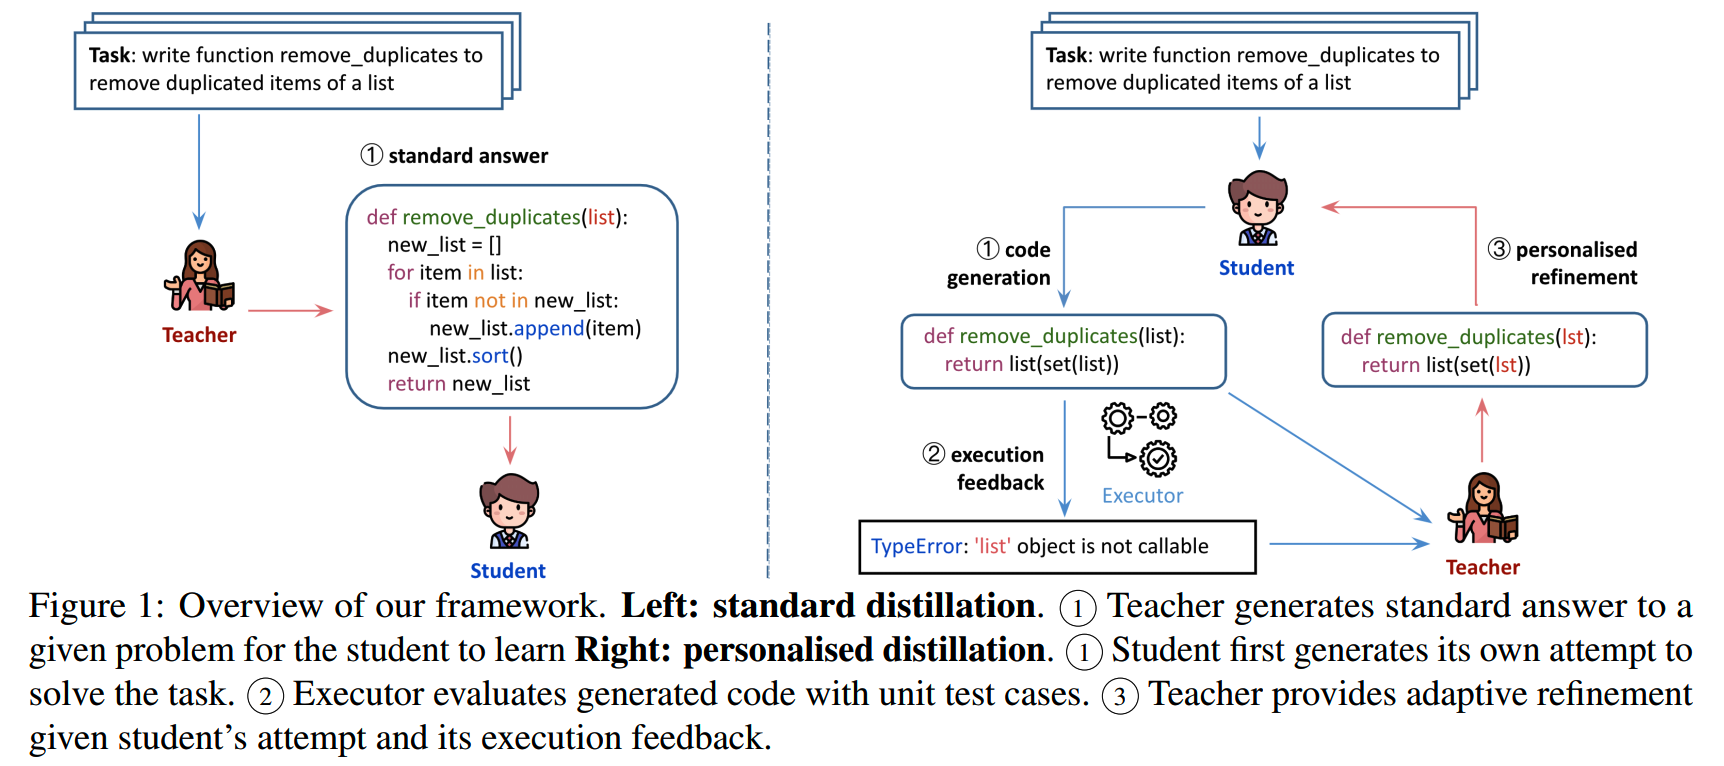 Task: write function remove_duplicates to
remove duplicated items of a list
① standard answer
def remove_duplicates(list):
new_list = []
for item in list:
if item not in new_list:
new_list.append(item)
new_list.sort()
return new_list
Teacher
Student
Task: write function remove_duplicates to
remove duplicated items of a list
Student
① code
generation
③ personalised
refinement
def remove_duplicates(list):
return list(set(list))
def remove_duplicates(lst):
return list(set(lst))
② execution
feedback
Executor
TypeError: 'list' object is not callable
Teacher
Figure 1: Overview of our framework. Left: standard distillation. ① Teacher generates standard answer to a
given problem for the student to learn Right: personalised distillation. ① Student first generates its own attempt to
solve the task. ② Executor evaluates generated code with unit test cases. ③ Teacher provides adaptive refinement
given student's attempt and its execution feedback.